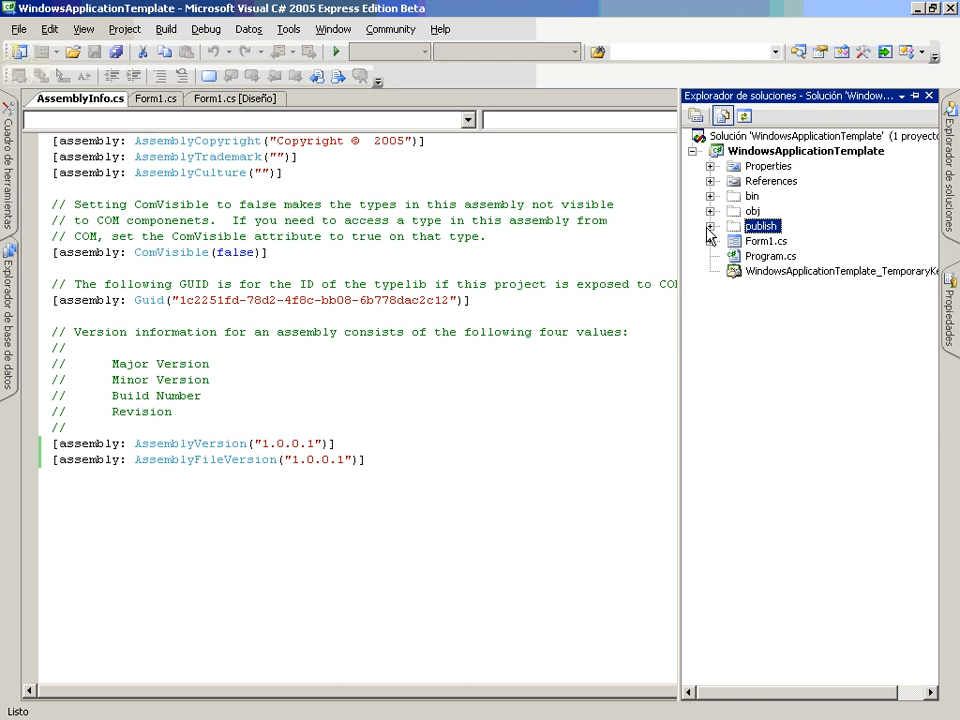 WindowsApplicationTemplate - Microsoft Visual C# 2005 Express Edition Beta
File Edit View Project Build Debug Datos Tools Window Community Help
AssemblyInfo.cs Form1.cs Form1.cs [Diseño]
[assembly: AssemblyCopyright("Copyright © 2005")]
[assembly: AssemblyTrademark("")]
[assembly: AssemblyCulture("")]
// Setting ComVisible to false makes the types in this assembly not visible
// to COM componenets. If you need to access a type in this assembly from
// COM, set the ComVisible attribute to true on that type.
[assembly: ComVisible(false)]
// The following GUID is for the ID of the typelib if this project is exposed to COM
[assembly: Guid("1c2251fd-78d2-4f8c-bb08-6b778dac2c12")]
// Version information for an assembly consists of the following four values:
//
// Major Version
// Minor Version
// Build Number
// Revision
//
[assembly: AssemblyVersion("1.0.0.1")]
[assembly: AssemblyFileVersion("1.0.0.1")]
Explorador de soluciones - Solución 'Window...
Solución 'WindowsApplicationTemplate' (1 proyecto
WindowsApplicationTemplate
Properties
References
bin
obj
publish
Form1.cs
Program.cs
WindowsApplicationTemplate_TemporaryKe
Cuadro de herramientas
Explorador de base de datos
Explorador de soluciones
Propiedades
Listo